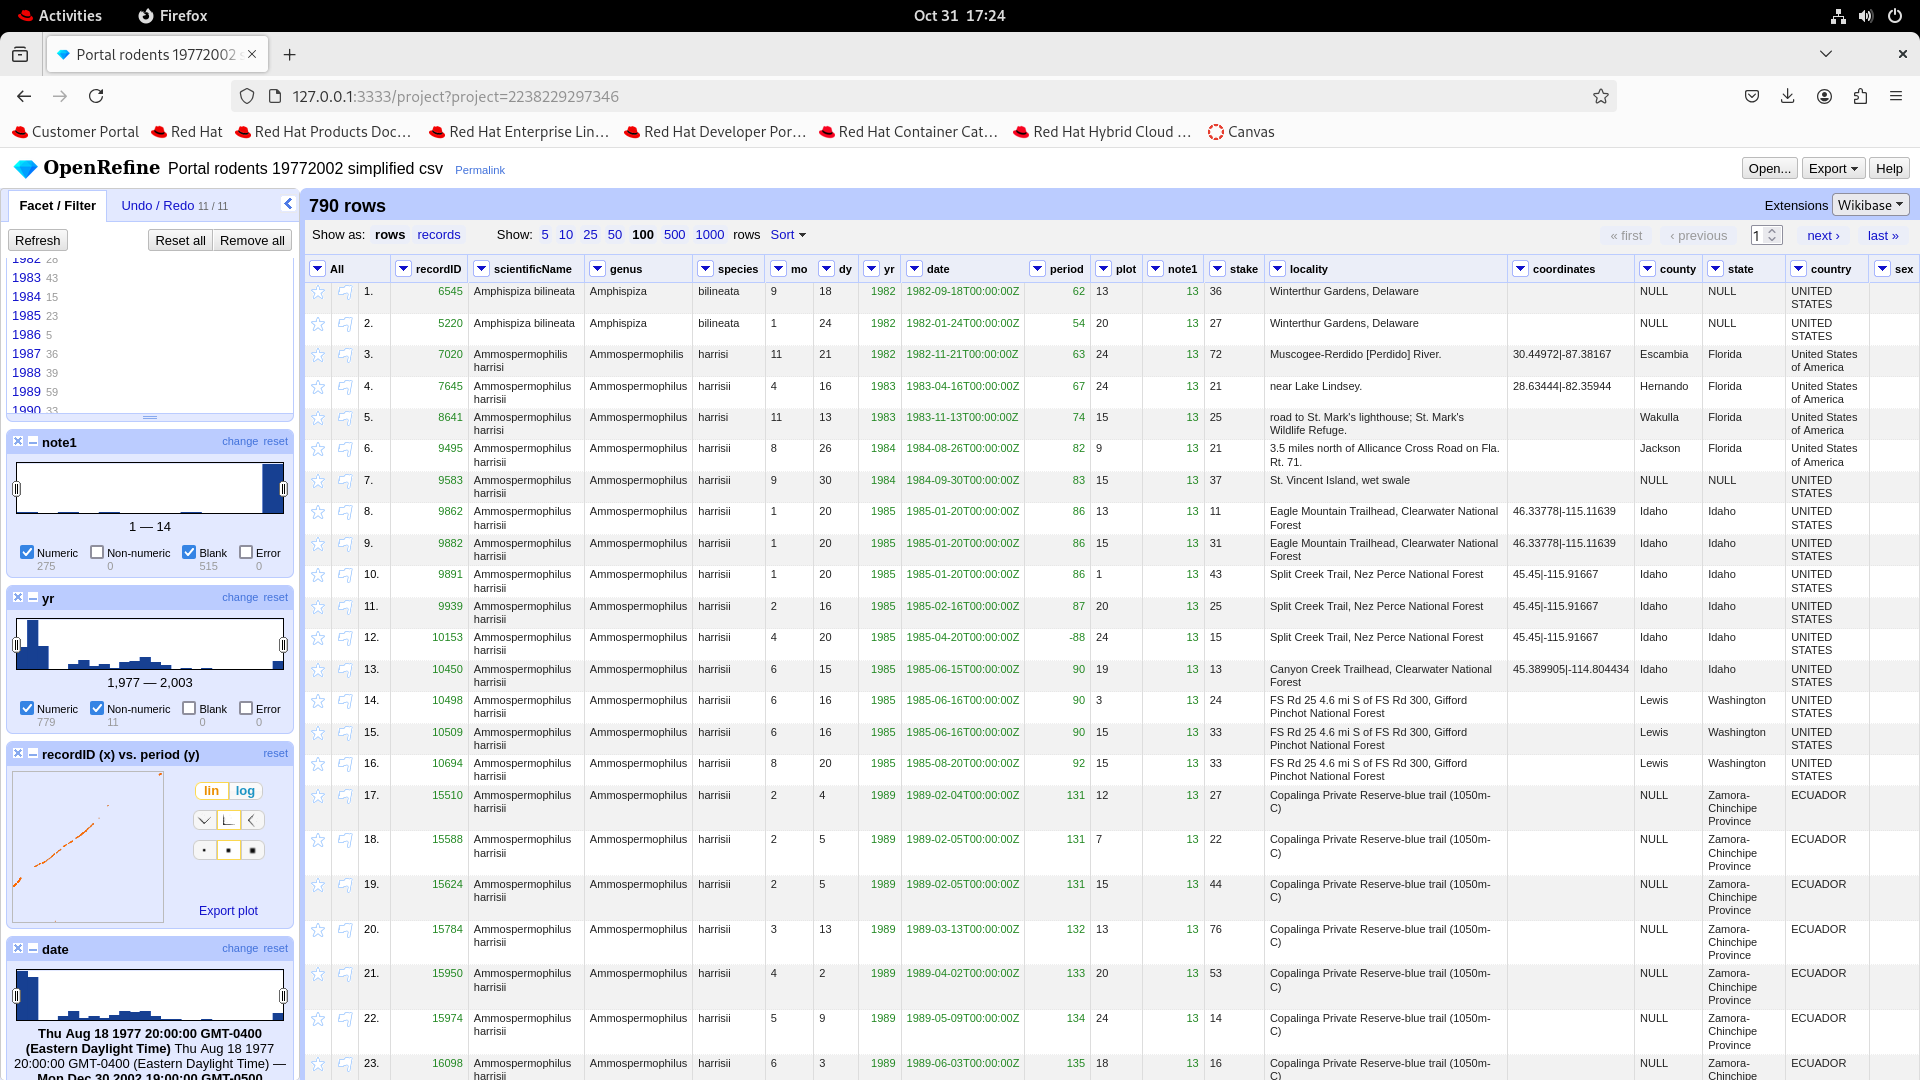 Activities
Firefox
Oct 31 17:24
Portal rodents 19772002
127.0.0.1:3333/project?project=2238229297346
Customer Portal
Red Hat
Red Hat Products Doc…
Red Hat Enterprise Lin…
Red Hat Developer Por…
Red Hat Container Cat…
Red Hat Hybrid Cloud …
Canvas
OpenRefine Portal rodents 19772002 simplified csv Permalink
Open... Export Help
Facet / Filter Undo / Redo 11 / 11
Refresh Reset all Remove all
1982 28
1983 43
1984 15
1985 23
1986 5
1987 36
1988 39
1989 59
1990 33
note1 change reset
1 — 14
Numeric Non-numeric Blank Error
275 0 515 0
yr change reset
1,977 — 2,003
Numeric Non-numeric Blank Error
779 11 0 0
recordID (x) vs. period (y) reset
lin log
Export plot
date change reset
Thu Aug 18 1977 20:00:00 GMT-0400
(Eastern Daylight Time) Thu Aug 18 1977
20:00:00 GMT-0400 (Eastern Daylight Time) —
Mon Dec 30 2002 19:00:00 GMT-0500
790 rows
Extensions Wikibase
Show as: rows records Show: 5 10 25 50 100 500 1000 rows Sort
« first ‹ previous 1 next › last »
All recordID scientificName genus species mo dy yr date period plot note1 stake locality coordinates county state country sex
1. 6545 Amphispiza bilineata Amphispiza bilineata 9 18 1982 1982-09-18T00:00:00Z 62 13 13 36 Winterthur Gardens, Delaware NULL NULL UNITED
STATES
2. 5220 Amphispiza bilineata Amphispiza bilineata 1 24 1982 1982-01-24T00:00:00Z 54 20 13 27 Winterthur Gardens, Delaware NULL NULL UNITED
STATES
3. 7020 Ammospermophilis Ammospermophilis harrisi 11 21 1982 1982-11-21T00:00:00Z 63 24 13 72 Muscogee-Rerdido [Perdido] River. 30.44972|-87.38167 Escambia Florida United States
harrisi of America
4. 7645 Ammospermophilus Ammospermophilus harrisii 4 16 1983 1983-04-16T00:00:00Z 67 24 13 21 near Lake Lindsey. 28.63444|-82.35944 Hernando Florida United States
harrisii of America
5. 8641 Ammospermophilus Ammospermophilus harrisi 11 13 1983 1983-11-13T00:00:00Z 74 15 13 25 road to St. Mark's lighthouse; St. Mark's Wakulla Florida United States
harrisi Wildlife Refuge. of America
6. 9495 Ammospermophilus Ammospermophilus harrisii 8 26 1984 1984-08-26T00:00:00Z 82 9 13 21 3.5 miles north of Allicance Cross Road on Fla. Jackson Florida United States
harrisii Rt. 71. of America
7. 9583 Ammospermophilus Ammospermophilus harrisii 9 30 1984 1984-09-30T00:00:00Z 83 15 13 37 St. Vincent Island, wet swale NULL NULL UNITED
harrisii STATES
8. 9862 Ammospermophilus Ammospermophilus harrisii 1 20 1985 1985-01-20T00:00:00Z 86 13 13 11 Eagle Mountain Trailhead, Clearwater National 46.33778|-115.11639 Idaho Idaho UNITED
harrisii Forest STATES
9. 9882 Ammospermophilus Ammospermophilus harrisii 1 20 1985 1985-01-20T00:00:00Z 86 15 13 31 Eagle Mountain Trailhead, Clearwater National 46.33778|-115.11639 Idaho Idaho UNITED
harrisii Forest STATES
10. 9891 Ammospermophilus Ammospermophilus harrisii 1 20 1985 1985-01-20T00:00:00Z 86 1 13 43 Split Creek Trail, Nez Perce National Forest 45.45|-115.91667 Idaho Idaho UNITED
harrisii STATES
11. 9939 Ammospermophilus Ammospermophilus harrisii 2 16 1985 1985-02-16T00:00:00Z 87 20 13 25 Split Creek Trail, Nez Perce National Forest 45.45|-115.91667 Idaho Idaho UNITED
harrisii STATES
12. 10153 Ammospermophilus Ammospermophilus harrisii 4 20 1985 1985-04-20T00:00:00Z -88 24 13 15 Split Creek Trail, Nez Perce National Forest 45.45|-115.91667 Idaho Idaho UNITED
harrisii STATES
13. 10450 Ammospermophilus Ammospermophilus harrisii 6 15 1985 1985-06-15T00:00:00Z 90 19 13 13 Canyon Creek Trailhead, Clearwater National 45.389905|-114.804434 Idaho Idaho UNITED
harrisii Forest STATES
14. 10498 Ammospermophilus Ammospermophilus harrisii 6 16 1985 1985-06-16T00:00:00Z 90 3 13 24 FS Rd 25 4.6 mi S of FS Rd 300, Gifford Lewis Washington UNITED
harrisii Pinchot National Forest STATES
15. 10509 Ammospermophilus Ammospermophilus harrisii 6 16 1985 1985-06-16T00:00:00Z 90 15 13 33 FS Rd 25 4.6 mi S of FS Rd 300, Gifford Lewis Washington UNITED
harrisii Pinchot National Forest STATES
16. 10694 Ammospermophilus Ammospermophilus harrisii 8 20 1985 1985-08-20T00:00:00Z 92 15 13 33 FS Rd 25 4.6 mi S of FS Rd 300, Gifford Lewis Washington UNITED
harrisii Pinchot National Forest STATES
17. 15510 Ammospermophilus Ammospermophilus harrisii 2 4 1989 1989-02-04T00:00:00Z 131 12 13 27 Copalinga Private Reserve-blue trail (1050m- NULL Zamora- ECUADOR
harrisii C) Chinchipe
Province
18. 15588 Ammospermophilus Ammospermophilus harrisii 2 5 1989 1989-02-05T00:00:00Z 131 7 13 22 Copalinga Private Reserve-blue trail (1050m- NULL Zamora- ECUADOR
harrisii C) Chinchipe
Province
19. 15624 Ammospermophilus Ammospermophilus harrisii 2 5 1989 1989-02-05T00:00:00Z 131 15 13 44 Copalinga Private Reserve-blue trail (1050m- NULL Zamora- ECUADOR
harrisii C) Chinchipe
Province
20. 15784 Ammospermophilus Ammospermophilus harrisii 3 13 1989 1989-03-13T00:00:00Z 132 13 13 76 Copalinga Private Reserve-blue trail (1050m- NULL Zamora- ECUADOR
harrisii C) Chinchipe
Province
21. 15950 Ammospermophilus Ammospermophilus harrisii 4 2 1989 1989-04-02T00:00:00Z 133 20 13 53 Copalinga Private Reserve-blue trail (1050m- NULL Zamora- ECUADOR
harrisii C) Chinchipe
Province
22. 15974 Ammospermophilus Ammospermophilus harrisii 5 9 1989 1989-05-09T00:00:00Z 134 24 13 14 Copalinga Private Reserve-blue trail (1050m- NULL Zamora- ECUADOR
harrisii C) Chinchipe
Province
23. 16098 Ammospermophilus Ammospermophilus harrisii 6 3 1989 1989-06-03T00:00:00Z 135 18 13 16 Copalinga Private Reserve-blue trail (1050m- NULL Zamora- ECUADOR
harrisii C) Chinchipe